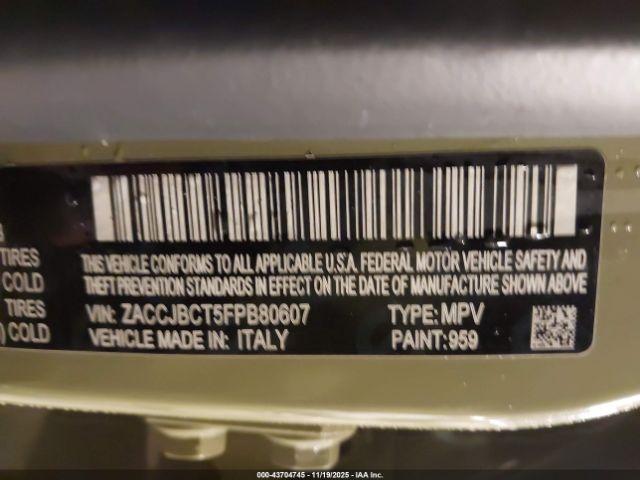 THIS VEHICLE CONFORMS TO ALL APPLICABLE U.S.A. FEDERAL MOTOR VEHICLE SAFETY AND
TIRES
THEFT PREVENTION STANDARDS IN EFFECT ON THE DATE OF MANUFACTURE SHOWN ABOVE
COLD
VIN: ZACCJBCT5FPB80607 TYPE: MPV
TIRES
VEHICLE MADE IN: ITALY PAINT: 959
) COLD
000-43704745 - 11/19/2025 - IAA Inc.